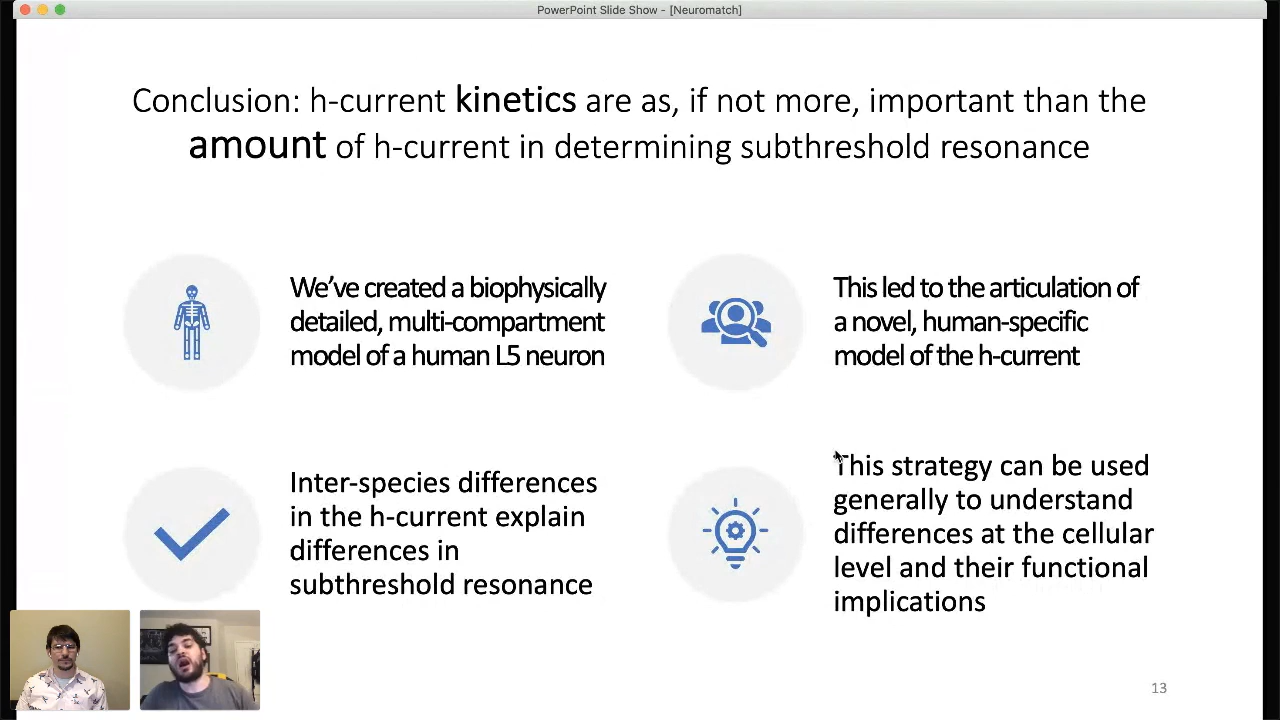 PowerPoint Slide Show - [Neuromatch]
Conclusion: h-current kinetics are as, if not more, important than the
amount of h-current in determining subthreshold resonance
We've created a biophysically
detailed, multi-compartment
model of a human L5 neuron
This led to the articulation of
a novel, human-specific
model of the h-current
Inter-species differences
in the h-current explain
differences in
subthreshold resonance
This strategy can be used
generally to understand
differences at the cellular
level and their functional
implications
13